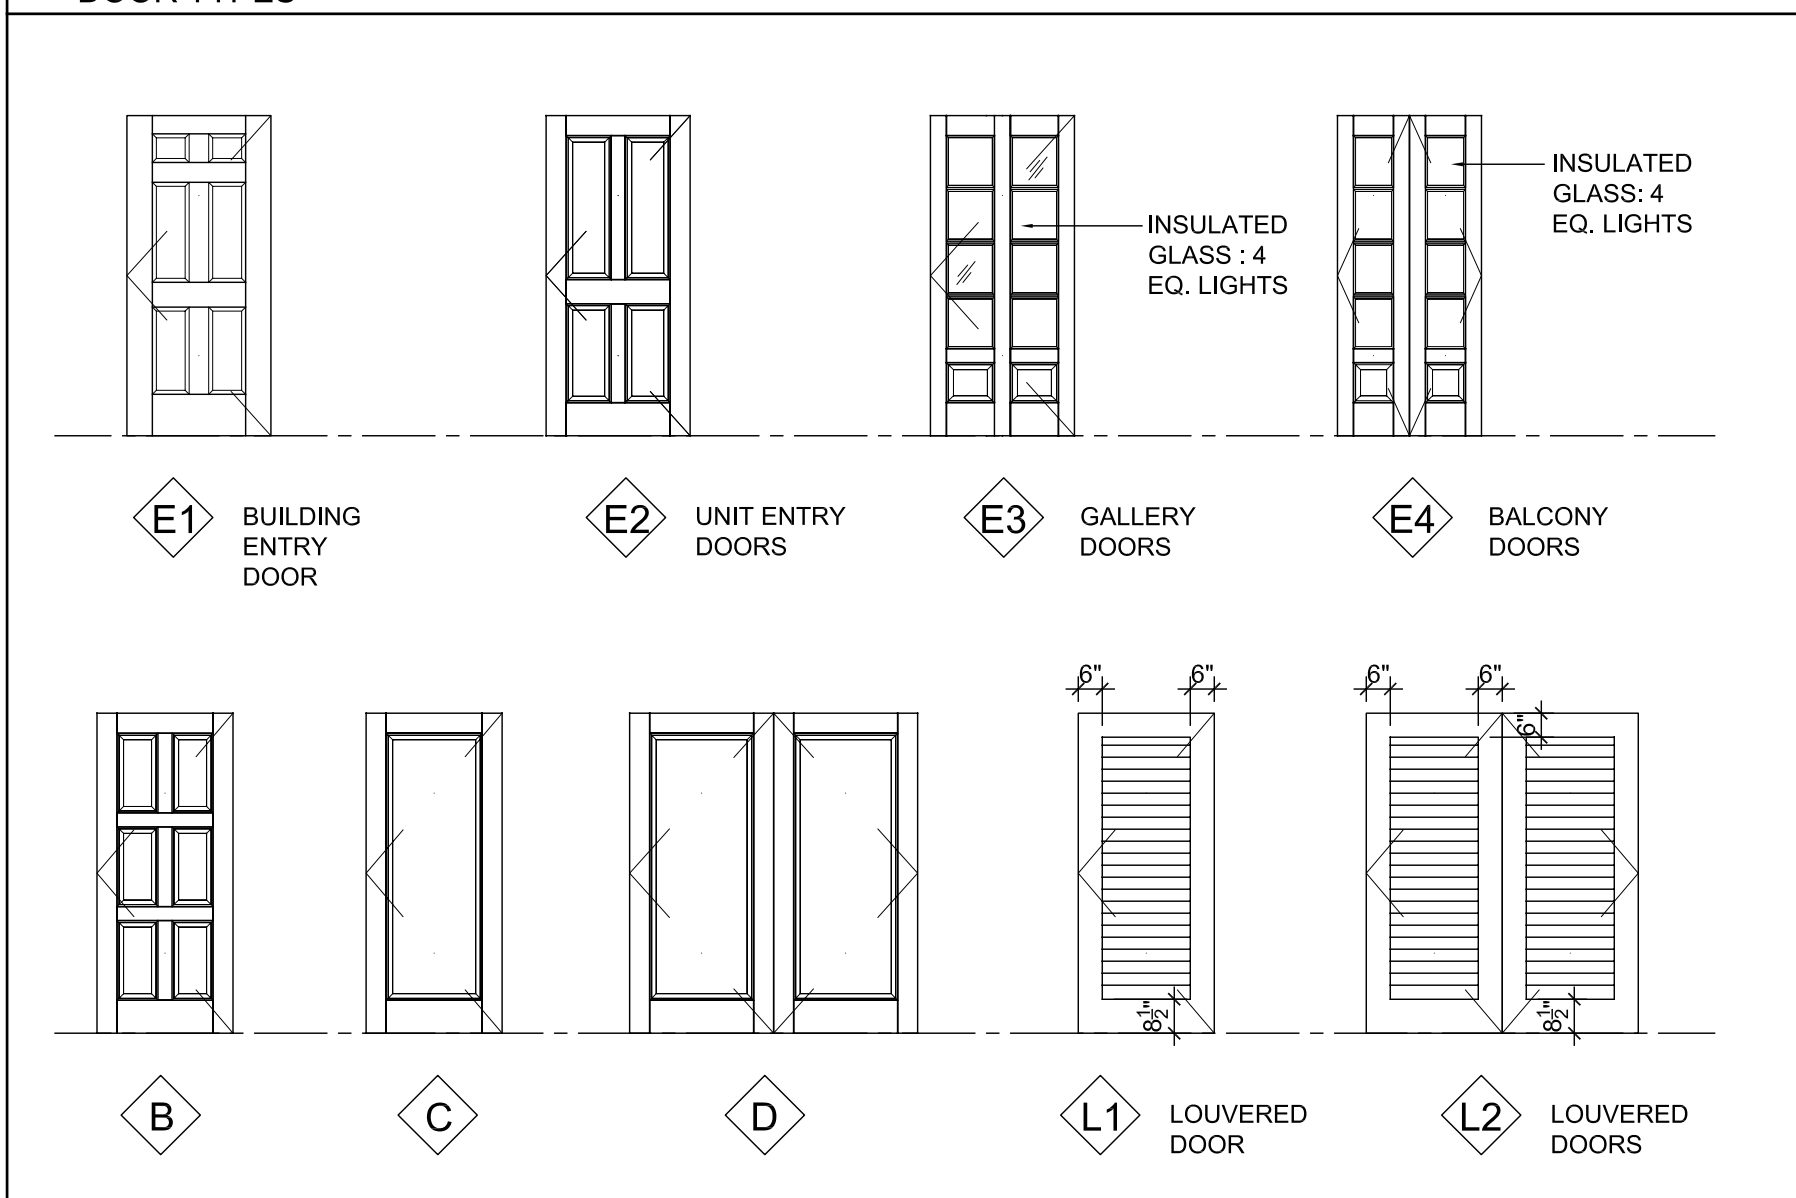 INSULATED
GLASS : 4
EQ. LIGHTS
INSULATED
GLASS: 4
EQ. LIGHTS
E1
BUILDING
ENTRY
DOOR
E2
UNIT ENTRY
DOORS
E3
GALLERY
DOORS
E4
BALCONY
DOORS
6"
6"
6"
6"
6"
8½"
8½"
B
C
D
L1
LOUVERED
DOOR
L2
LOUVERED
DOORS